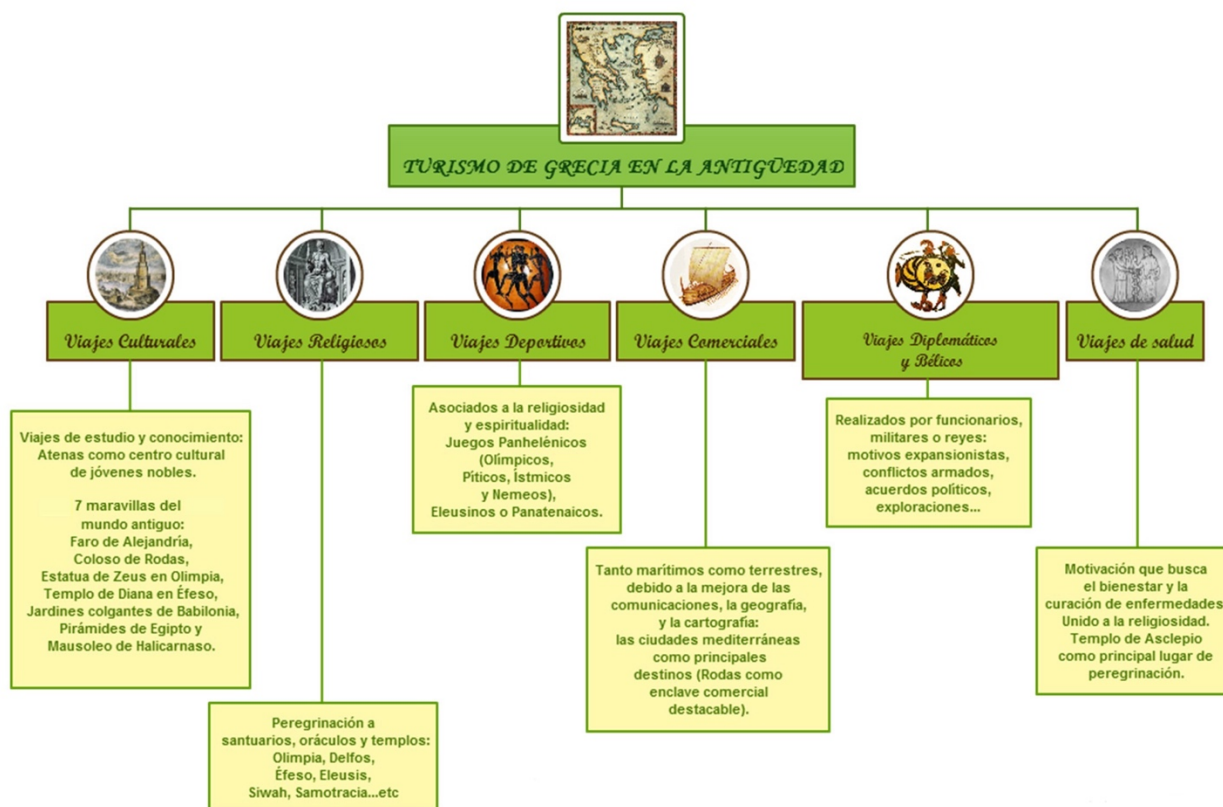 TURISMO DE GRECIA EN LA ANTIGÜEDAD
Viajes Culturales
Viajes de estudio y conocimiento:
Atenas como centro cultural
de jóvenes nobles.
7 maravillas del
mundo antiguo:
Faro de Alejandría,
Coloso de Rodas,
Estatua de Zeus en Olimpia,
Templo de Diana en Éfeso,
Jardines colgantes de Babilonia,
Pirámides de Egipto y
Mausoleo de Halicarnaso.
Viajes Religiosos
Peregrinación a
santuarios, oráculos y templos:
Olimpia, Delfos,
Éfeso, Eleusis,
Siwah, Samotracia...etc
Viajes Deportivos
Asociados a la religiosidad
y espiritualidad:
Juegos Panhelénicos
(Olímpicos,
Píticos, Ístmicos
y Nemeos),
Eleusinos o Panatenaicos.
Viajes Comerciales
Tanto marítimos como terrestres,
debido a la mejora de las
comunicaciones, la geografía,
y la cartografía:
las ciudades mediterráneas
como principales
destinos (Rodas como
enclave comercial
destacable).
Viajes Diplomáticos
y Bélicos
Realizados por funcionarios,
militares o reyes:
motivos expansionistas,
conflictos armados,
acuerdos políticos,
exploraciones...
Viajes de salud
Motivación que busca
el bienestar y la
curación de enfermedades
Unido a la religiosidad.
Templo de Asclepio
como principal lugar de
peregrinación.